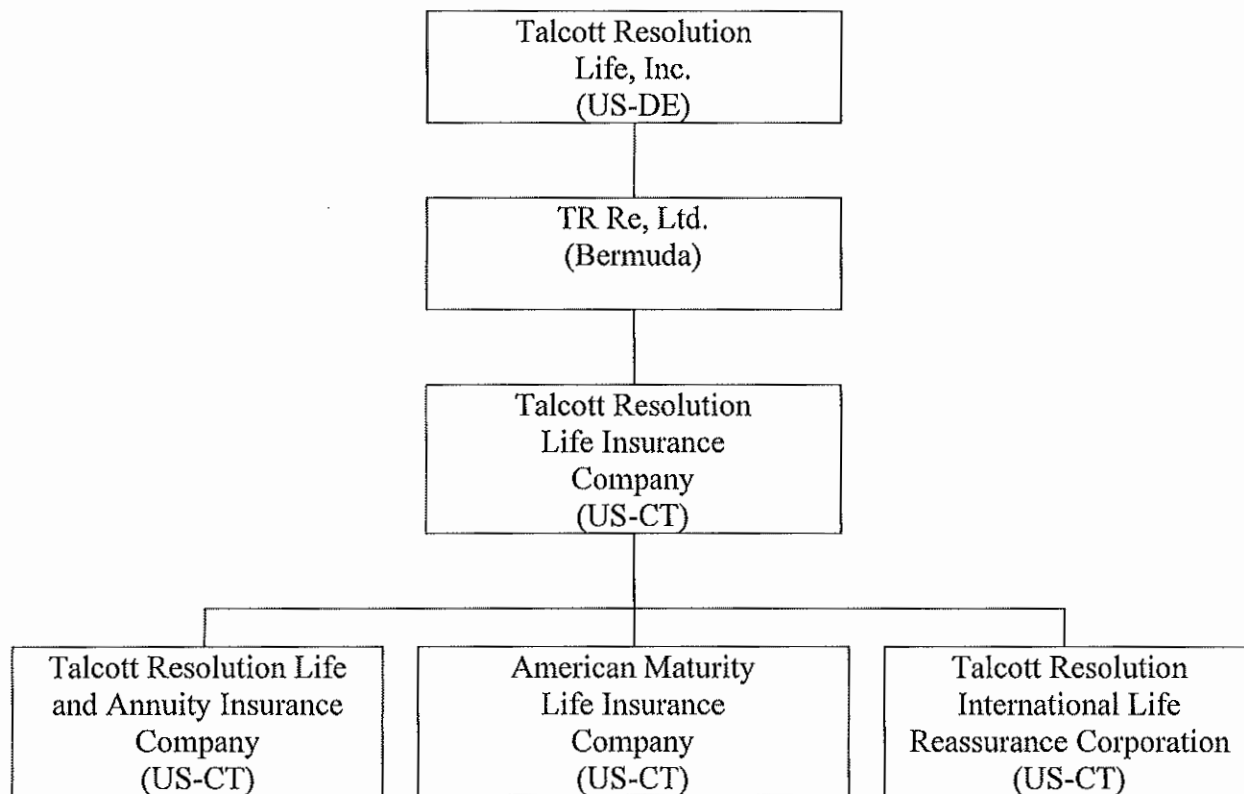 Talcott Resolution
Life, Inc.
(US-DE)
TR Re, Ltd.
(Bermuda)
Talcott Resolution
Life Insurance
Company
(US-CT)
Talcott Resolution Life
and Annuity Insurance
Company
(US-CT)
American Maturity
Life Insurance
Company
(US-CT)
Talcott Resolution
International Life
Reassurance Corporation
(US-CT)